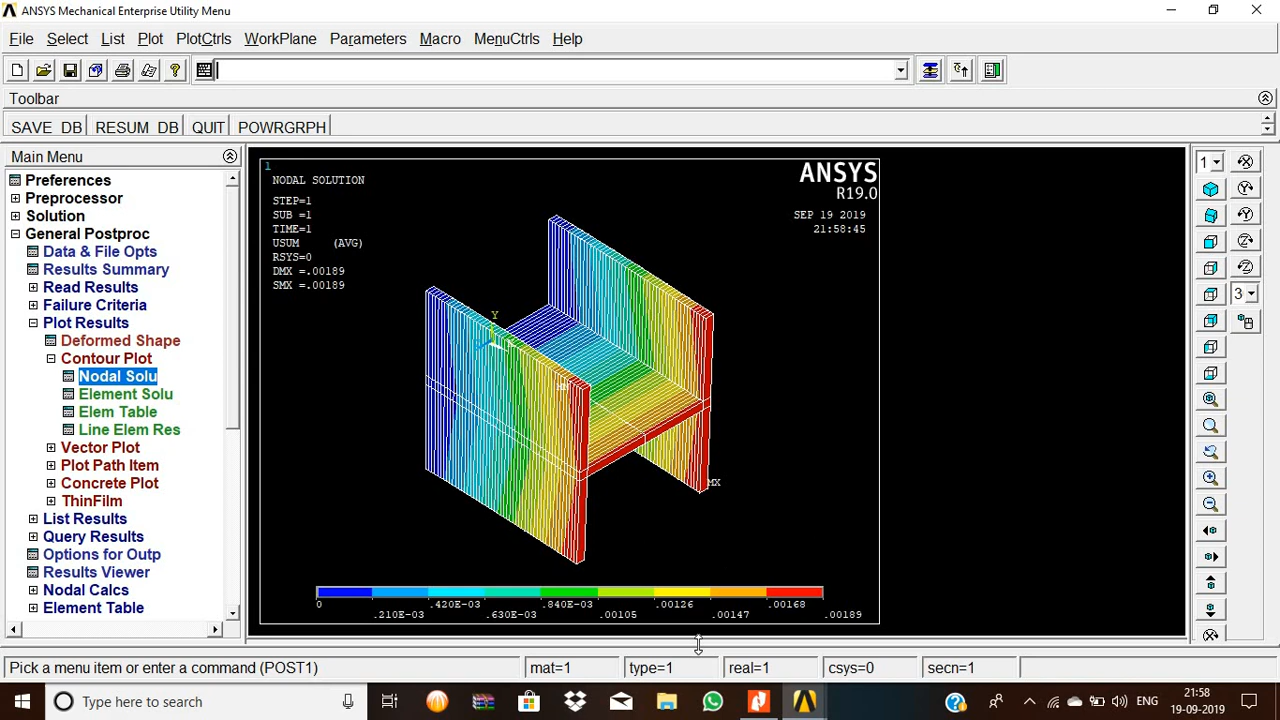 ANSYS Mechanical Enterprise Utility Menu
File Select List Plot PlotCtrls WorkPlane Parameters Macro MenuCtrls Help
Toolbar
SAVE_DB RESUM_DB QUIT POWRGRPH
Main Menu
Preferences
Preprocessor
Solution
General Postproc
Data & File Opts
Results Summary
Read Results
Failure Criteria
Plot Results
Deformed Shape
Contour Plot
Nodal Solu
Element Solu
Elem Table
Line Elem Res
Vector Plot
Plot Path Item
Concrete Plot
ThinFilm
List Results
Query Results
Options for Outp
Results Viewer
Nodal Calcs
Element Table
1
NODAL SOLUTION
STEP=1
SUB =1
TIME=1
USUM (AVG)
RSYS=0
DMX =.00189
SMX =.00189
ANSYS
R19.0
SEP 19 2019
21:58:45
Y
MX
0 .420E-03 .840E-03 .00126 .00168
.210E-03 .630E-03 .00105 .00147 .00189
1
3
Pick a menu item or enter a command (POST1) mat=1 type=1 real=1 csys=0 secn=1
Type here to search
ENG
21:58
19-09-2019